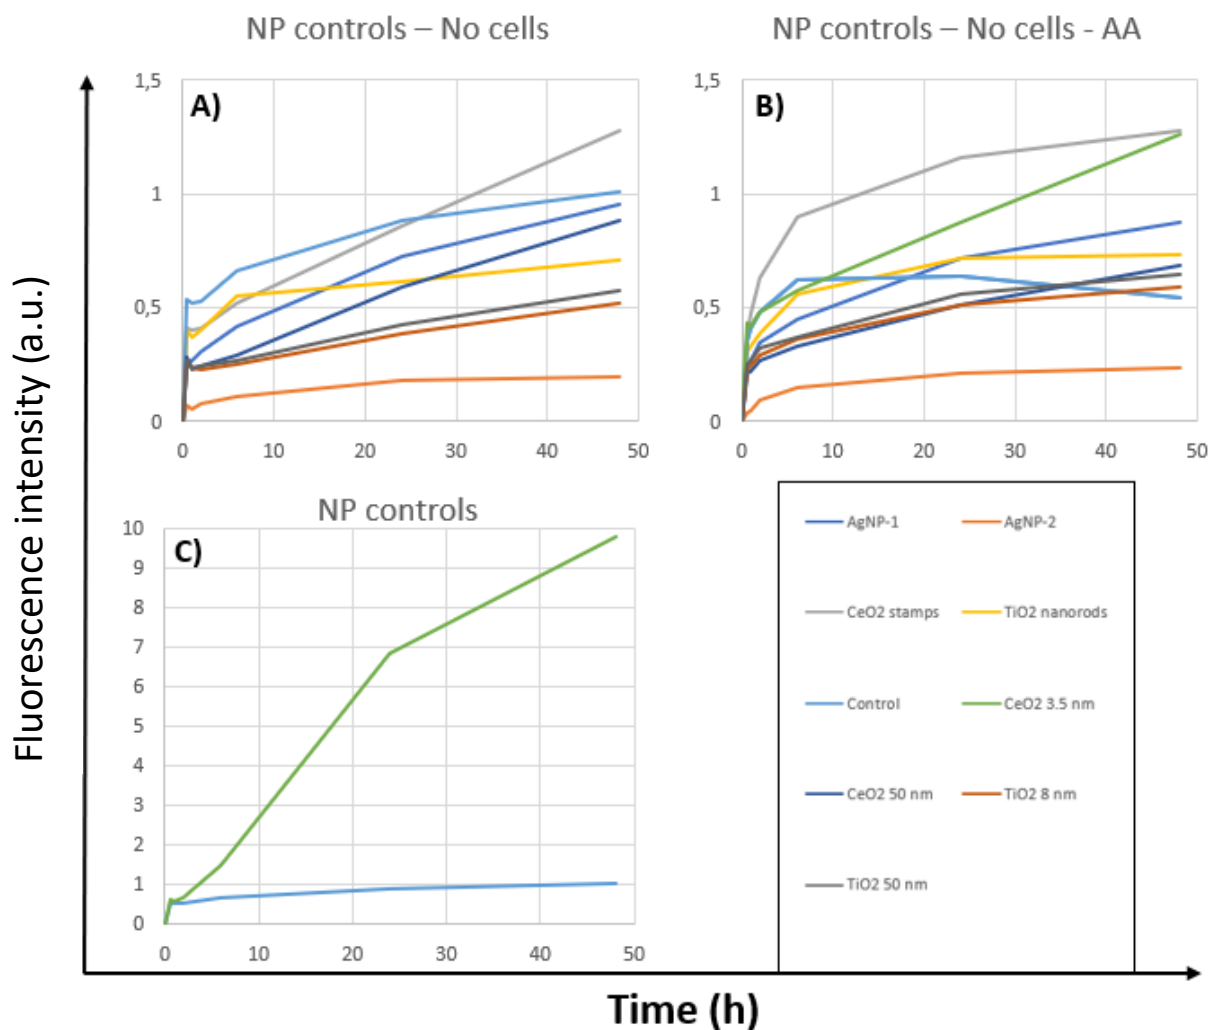 NP controls – No cells
NP controls – No cells - AA
Fluorescence intensity (a.u.)
A)
1,5
1
0,5
0
0 10 20 30 40 50
B)
1,5
1
0,5
0
0 10 20 30 40 50
NP controls
C)
10
9
8
7
6
5
4
3
2
1
0
0 10 20 30 40 50
AgNP-1 AgNP-2
CeO2 stamps TiO2 nanorods
Control CeO2 3.5 nm
CeO2 50 nm TiO2 8 nm
TiO2 50 nm
Time (h)